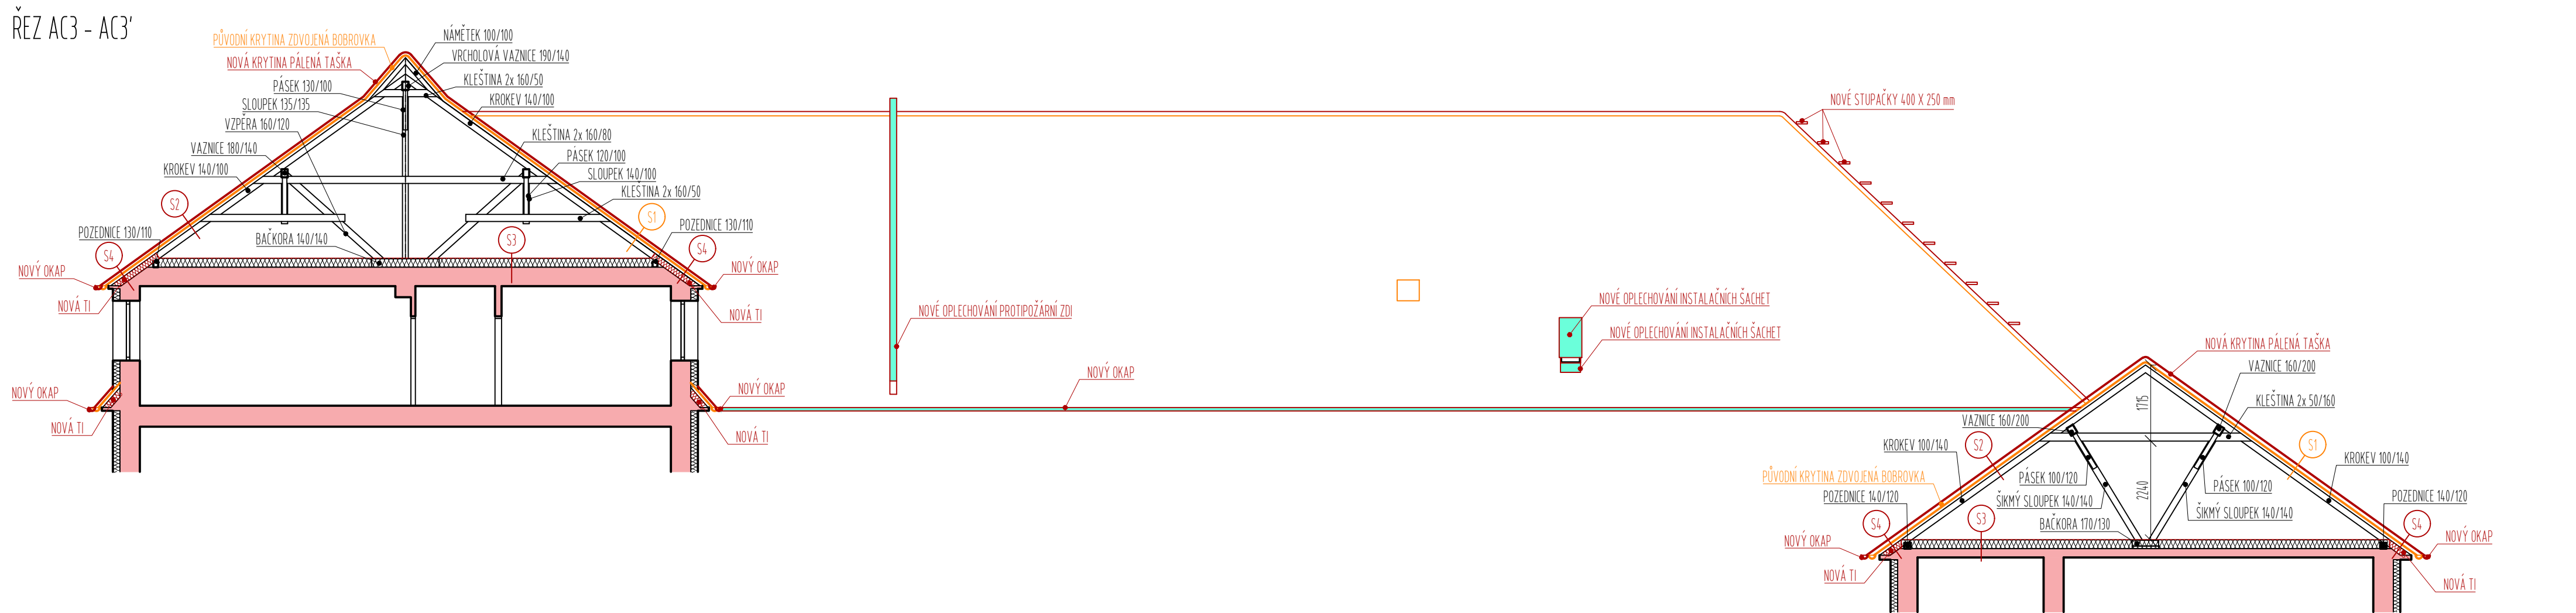 ŘEZ AC3 - AC3'
PŮVODNÍ KRYTINA ZDVOJENÁ BOBROVKA
NOVÁ KRYTINA PÁLENÁ TAŠKA
PÁSEK 130/100
SLOUPEK 135/135
VZPĚRA 160/120
VAZNICE 180/140
KROKEV 140/100
S2
POZEDNICE 130/110
S4
BAČKORA 140/140
NOVÝ OKAP
NOVÁ TI
NOVÝ OKAP
NOVÁ TI
NÁMĚTEK 100/100
VRCHOLOVÁ VAZNICE 190/140
KLEŠTINA 2x 160/50
KROKEV 140/100
KLEŠTINA 2x 160/80
PÁSEK 120/100
SLOUPEK 140/100
KLEŠTINA 2x 160/50
S1
POZEDNICE 130/110
S3
S4
NOVÝ OKAP
NOVÁ TI
NOVÝ OKAP
NOVÁ TI
NOVÉ OPLECHOVÁNÍ PROTIPOŽÁRNÍ ZDI
NOVÝ OKAP
NOVÉ OPLECHOVÁNÍ INSTALAČNÍCH ŠACHET
NOVÉ OPLECHOVÁNÍ INSTALAČNÍCH ŠACHET
NOVÉ STUPAČKY 400 X 250 mm
NOVÁ KRYTINA PÁLENÁ TAŠKA
VAZNICE 160/200
KLEŠTINA 2x 50/160
1715
VAZNICE 160/200
S2
KROKEV 100/140
S1
KROKEV 100/140
PŮVODNÍ KRYTINA ZDVOJENÁ BOBROVKA
PÁSEK 100/120
2240
PÁSEK 100/120
POZEDNICE 140/120
ŠIKMÝ SLOUPEK 140/140
ŠIKMÝ SLOUPEK 140/140
POZEDNICE 140/120
S4
S3
BAČKORA 170/130
S4
NOVÝ OKAP
NOVÝ OKAP
NOVÁ TI
NOVÁ TI